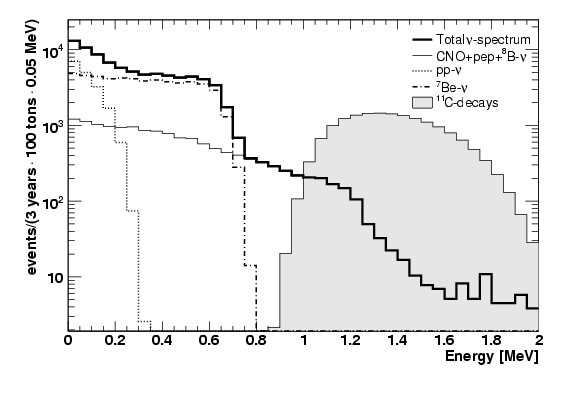 events/(3 years · 100 tons · 0.05 MeV)
10⁴
10³
10²
10
Total ν-spectrum
CNO+pep+⁸B-ν
pp-ν
⁷Be-ν
¹¹C-decays
0 0.2 0.4 0.6 0.8 1 1.2 1.4 1.6 1.8 2
Energy [MeV]